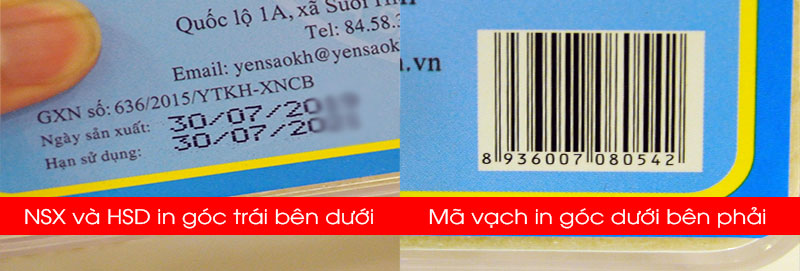 Quốc lộ 1A, xã Suối
Tel: 84.58.3
Email: yensaokh@yensaok
GXN số: 636/2015/YTKH-XNCB
Ngày sản xuất: 30/07/20
Hạn sử dụng: 30/07/20
NSX và HSD in góc trái bên dưới
.vn
8 936007 080542
Mã vạch in góc dưới bên phải